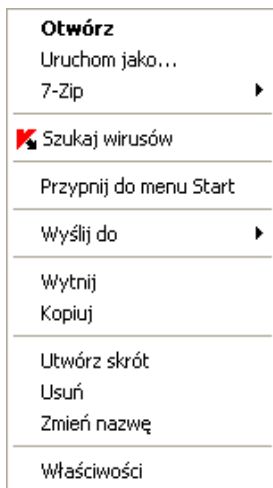 Otwórz
Uruchom jako...
7-Zip
Szukaj wirusów
Przypnij do menu Start
Wyślij do
Wytnij
Kopiuj
Utwórz skrót
Usuń
Zmień nazwę
Właściwości